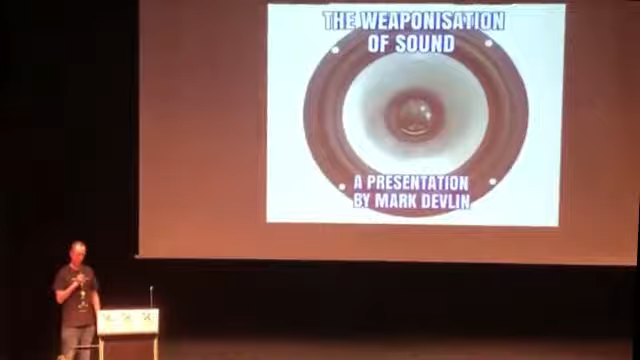 THE WEAPONISATION
OF SOUND
A PRESENTATION
BY MARK DEVLIN